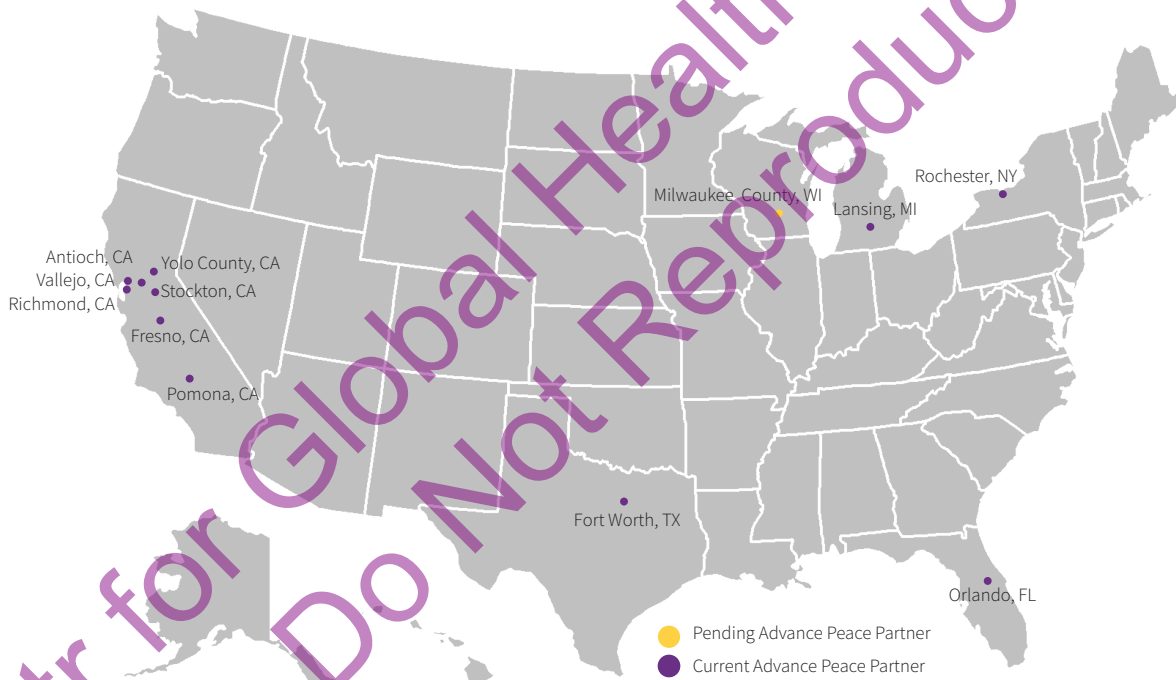 Rochester, NY
Milwaukee County, WI
Lansing, MI
Antioch, CA
Yolo County, CA
Vallejo, CA
Stockton, CA
Richmond, CA
Fresno, CA
Pomona, CA
Fort Worth, TX
Orlando, FL
Pending Advance Peace Partner
Current Advance Peace Partner
for Global Health
Do Not